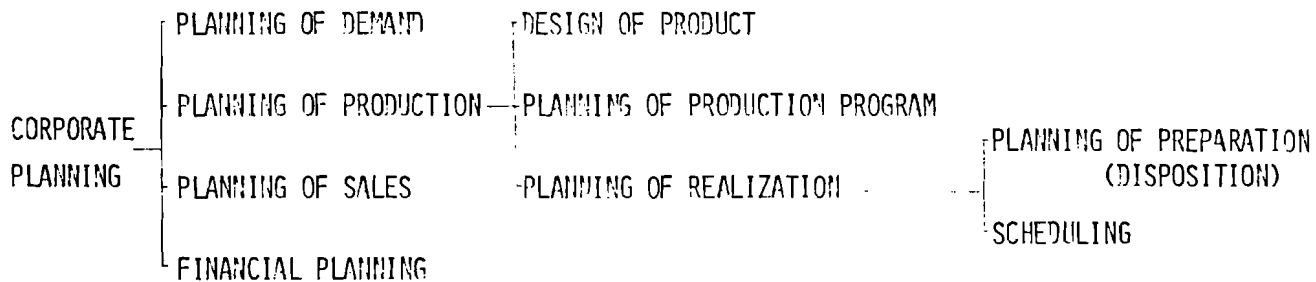 PLANNING OF DEMAND
DESIGN OF PRODUCT
PLANNING OF PRODUCTION
PLANNING OF PRODUCTION PROGRAM
CORPORATE
PLANNING
PLANNING OF SALES
PLANNING OF REALIZATION
PLANNING OF PREPARATION
(DISPOSITION)
SCHEDULING
FINANCIAL PLANNING